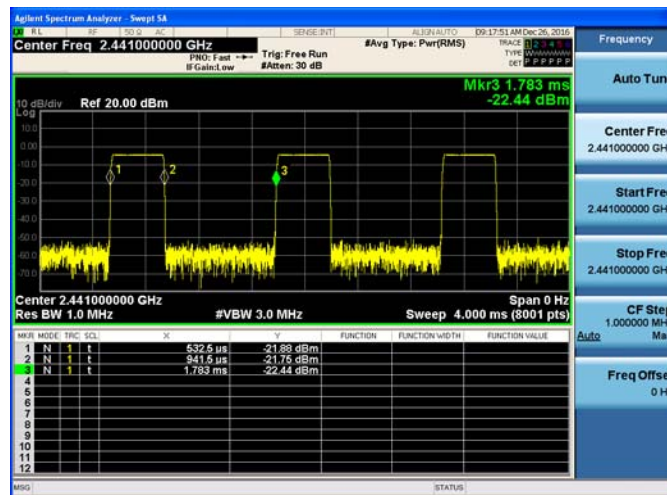 Agilent Spectrum Analyzer - Swept SA
RL RF 50 Ω AC SENSE:INT ALIGNAUTO 09:17:51 AM Dec 26, 2016
Center Freq 2.441000000 GHz
PNO: Fast
IFGain:Low
Trig: Free Run
#Atten: 30 dB
#Avg Type: Pwr(RMS)
TRACE 1 2 3 4 5 6
TYPE
DET P P P P P P
Mkr3 1.783 ms
-22.44 dBm
10 dB/div Ref 20.00 dBm
Log
10.0
0.00
-10.0
-20.0
-30.0
-40.0
-50.0
-60.0
-70.0
1
2
3
Center 2.441000000 GHz Span 0 Hz
Res BW 1.0 MHz #VBW 3.0 MHz Sweep 4.000 ms (8001 pts)
MKR MODE TRC SCL X Y FUNCTION FUNCTION WIDTH FUNCTION VALUE
1 N 1 t 532.5 µs -21.88 dBm
2 N 1 t 941.5 µs -21.75 dBm
3 N 1 t 1.783 ms -22.44 dBm
4
5
6
7
8
9
10
11
12
MSG STATUS
Frequency
Auto Tun
Center Fre
2.441000000 GH
Start Fre
2.441000000 GH
Stop Fre
2.441000000 GH
CF Ste
1.000000 MH
Auto Ma
Freq Offse
0 H